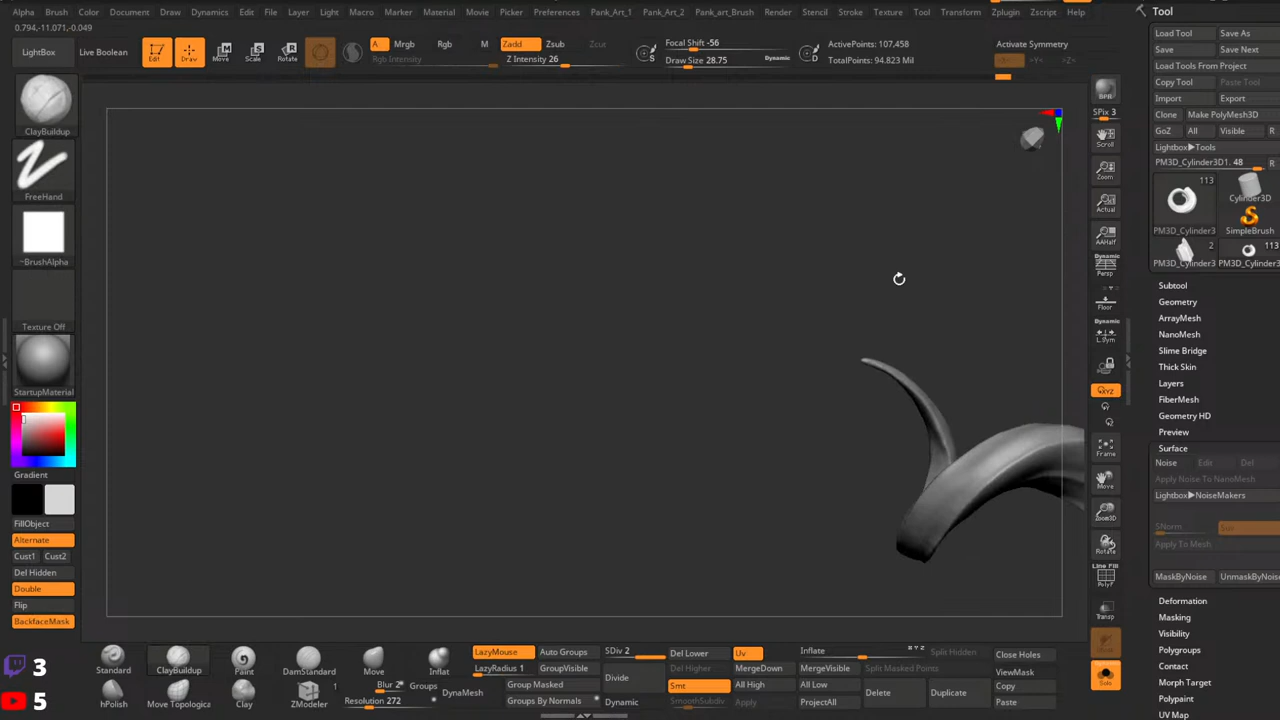 Alpha Brush Color Document Draw Dynamics Edit File Layer Light Macro Marker Material Movie Picker Preferences Pank_Art_1 Pank_Art_2 Pank_art_Brush Render Stencil Stroke Texture Tool Transform Zplugin Zscript Help
0.794,-11.071,-0.049
LightBox Live Boolean
Edit Draw Move Scale Rotate
A Mrgb Rgb M
Rgb Intensity
Zadd Zsub Zcut
Z Intensity 26
Focal Shift -56
Draw Size 28.75 Dynamic
ActivePoints: 107,458
TotalPoints: 94.823 Mil
Activate Symmetry
>X< >Y< >Z<
ClayBuildup
FreeHand
~BrushAlpha
Texture Off
StartupMaterial
Gradient
FillObject
Alternate
Cust1 Cust2
Del Hidden
Double
Flip
BackfaceMask
3
5
BPR
SPix 3
Scroll
Zoom
Actual
AAHalf
Dynamic
Persp
Floor
Dynamic
L.Sym
Frame
Move
Zoom3D
Rotate
Line Fill
PolyF
Transp
Solo
Tool
Load Tool Save As
Save Save Next
Load Tools From Project
Copy Tool Paste Tool
Import Export
Clone Make PolyMesh3D
GoZ All Visible R
Lightbox▶Tools
PM3D_Cylinder3D1. 48 R
113
PM3D_Cylinder3
Cylinder3D
SimpleBrush
2
PM3D_Cylinder3
113
PM3D_Cylinder3
Subtool
Geometry
ArrayMesh
NanoMesh
Slime Bridge
Thick Skin
Layers
FiberMesh
Geometry HD
Preview
Surface
Noise Edit Del
Apply Noise To NanoMesh
Lightbox▶NoiseMakers
SNorm
Apply To Mesh
MaskByNoise UnmaskByNoise
Deformation
Masking
Visibility
Polygroups
Contact
Morph Target
Polypaint
UV Map
Standard ClayBuildup Paint DamStandard Move Inflat
hPolish Move Topologica Clay ZModeler
1
Blur 2 Groups
Resolution 272
DynaMesh
LazyMouse Auto Groups
LazyRadius 1 GroupVisible
Group Masked
Groups By Normals
SDiv 2
Divide
Dynamic
Del Lower
Del Higher
Smt
SmoothSubdiv
Uv
MergeDown
All High
Apply
Inflate X Y Z
MergeVisible
All Low
ProjectAll
Split Hidden
Split Masked Points
Delete
Duplicate
Close Holes
ViewMask
Copy
Paste